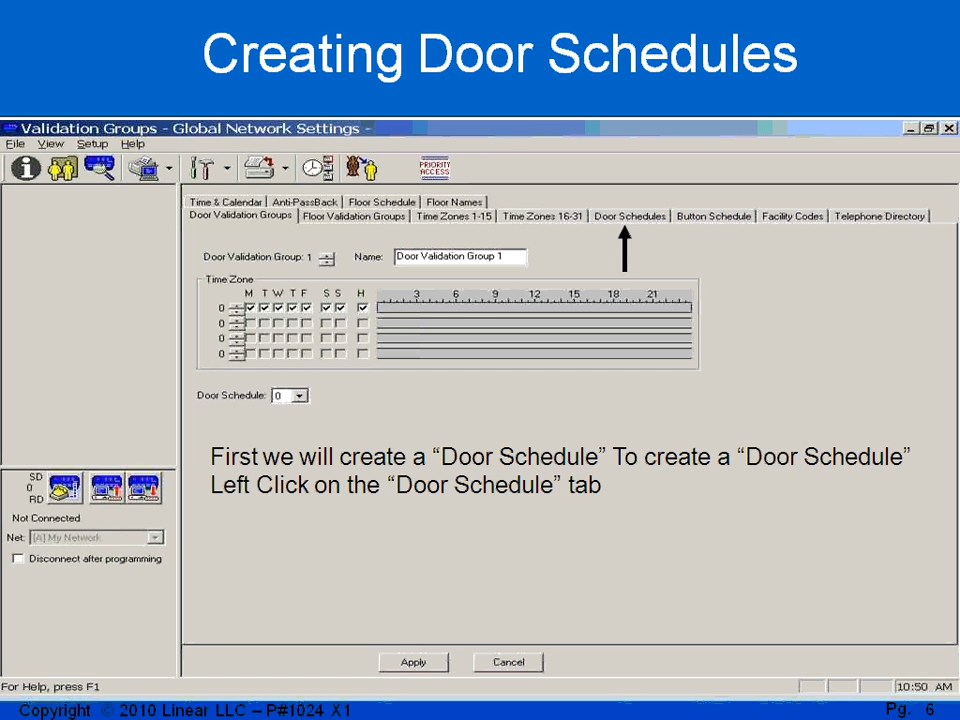 Creating Door Schedules
Validation Groups - Global Network Settings -
File View Setup Help
PRIORITY
ACCESS
Time & Calendar Anti-PassBack Floor Schedule Floor Names
Door Validation Groups Floor Validation Groups Time Zones 1-15 Time Zones 16-31 Door Schedules Button Schedule Facility Codes Telephone Directory
Door Validation Group: 1 Name: Door Validation Group 1
Time Zone
M T W T F S S H 3 6 9 12 15 18 21
0
0
0
0
Door Schedule: 0
First we will create a “Door Schedule” To create a “Door Schedule”
Left Click on the “Door Schedule” tab
SD
0
RD
Not Connected
Net: [A] My Network
Disconnect after programming
Apply Cancel
For Help, press F1 10:50 AM
Copyright © 2010 Linear LLC – P#1024 X1 Pg. 6